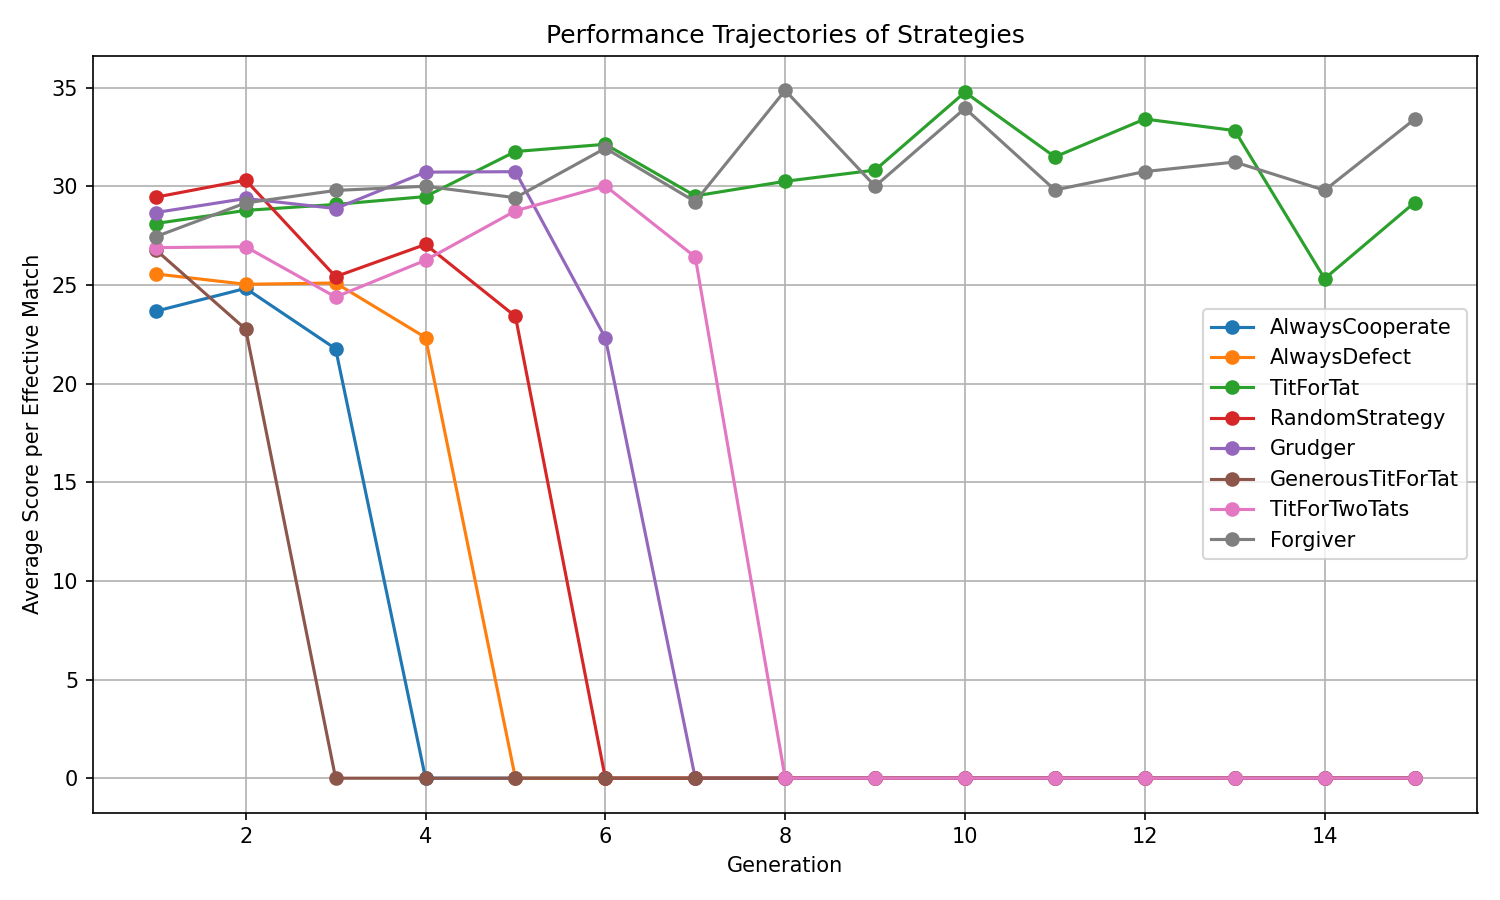 Performance Trajectories of Strategies
Average Score per Effective Match
35
30
25
20
15
10
5
0
2 4 6 8 10 12 14
Generation
AlwaysCooperate
AlwaysDefect
TitForTat
RandomStrategy
Grudger
GenerousTitForTat
TitForTwoTats
Forgiver